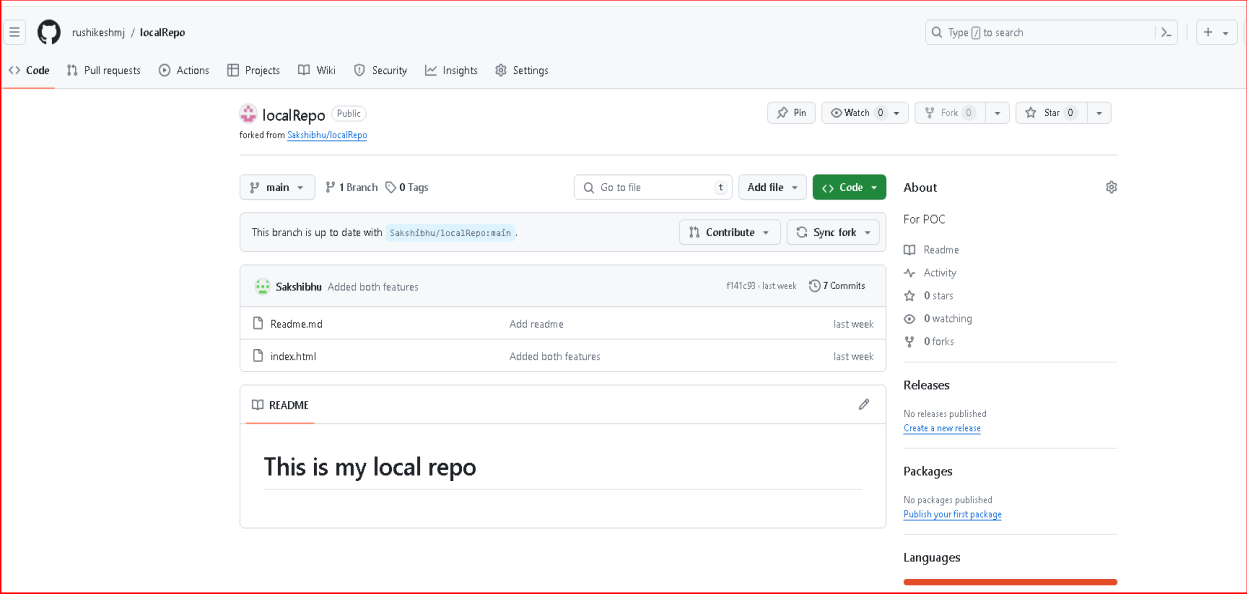 rushikeshmj / localRepo
Type / to search
Code Pull requests Actions Projects Wiki Security Insights Settings
localRepo Public
Pin Watch 0 Fork 0 Star 0
forked from Sakshibhu/localRepo
main 1 Branch 0 Tags Go to file t Add file Code
This branch is up to date with Sakshibhu/localRepo:main .
Contribute Sync fork
Sakshibhu Added both features f141c93 · last week 7 Commits
Readme.md Add readme last week
index.html Added both features last week
README
This is my local repo
About
For POC
Readme
Activity
0 stars
0 watching
0 forks
Releases
No releases published
Create a new release
Packages
No packages published
Publish your first package
Languages